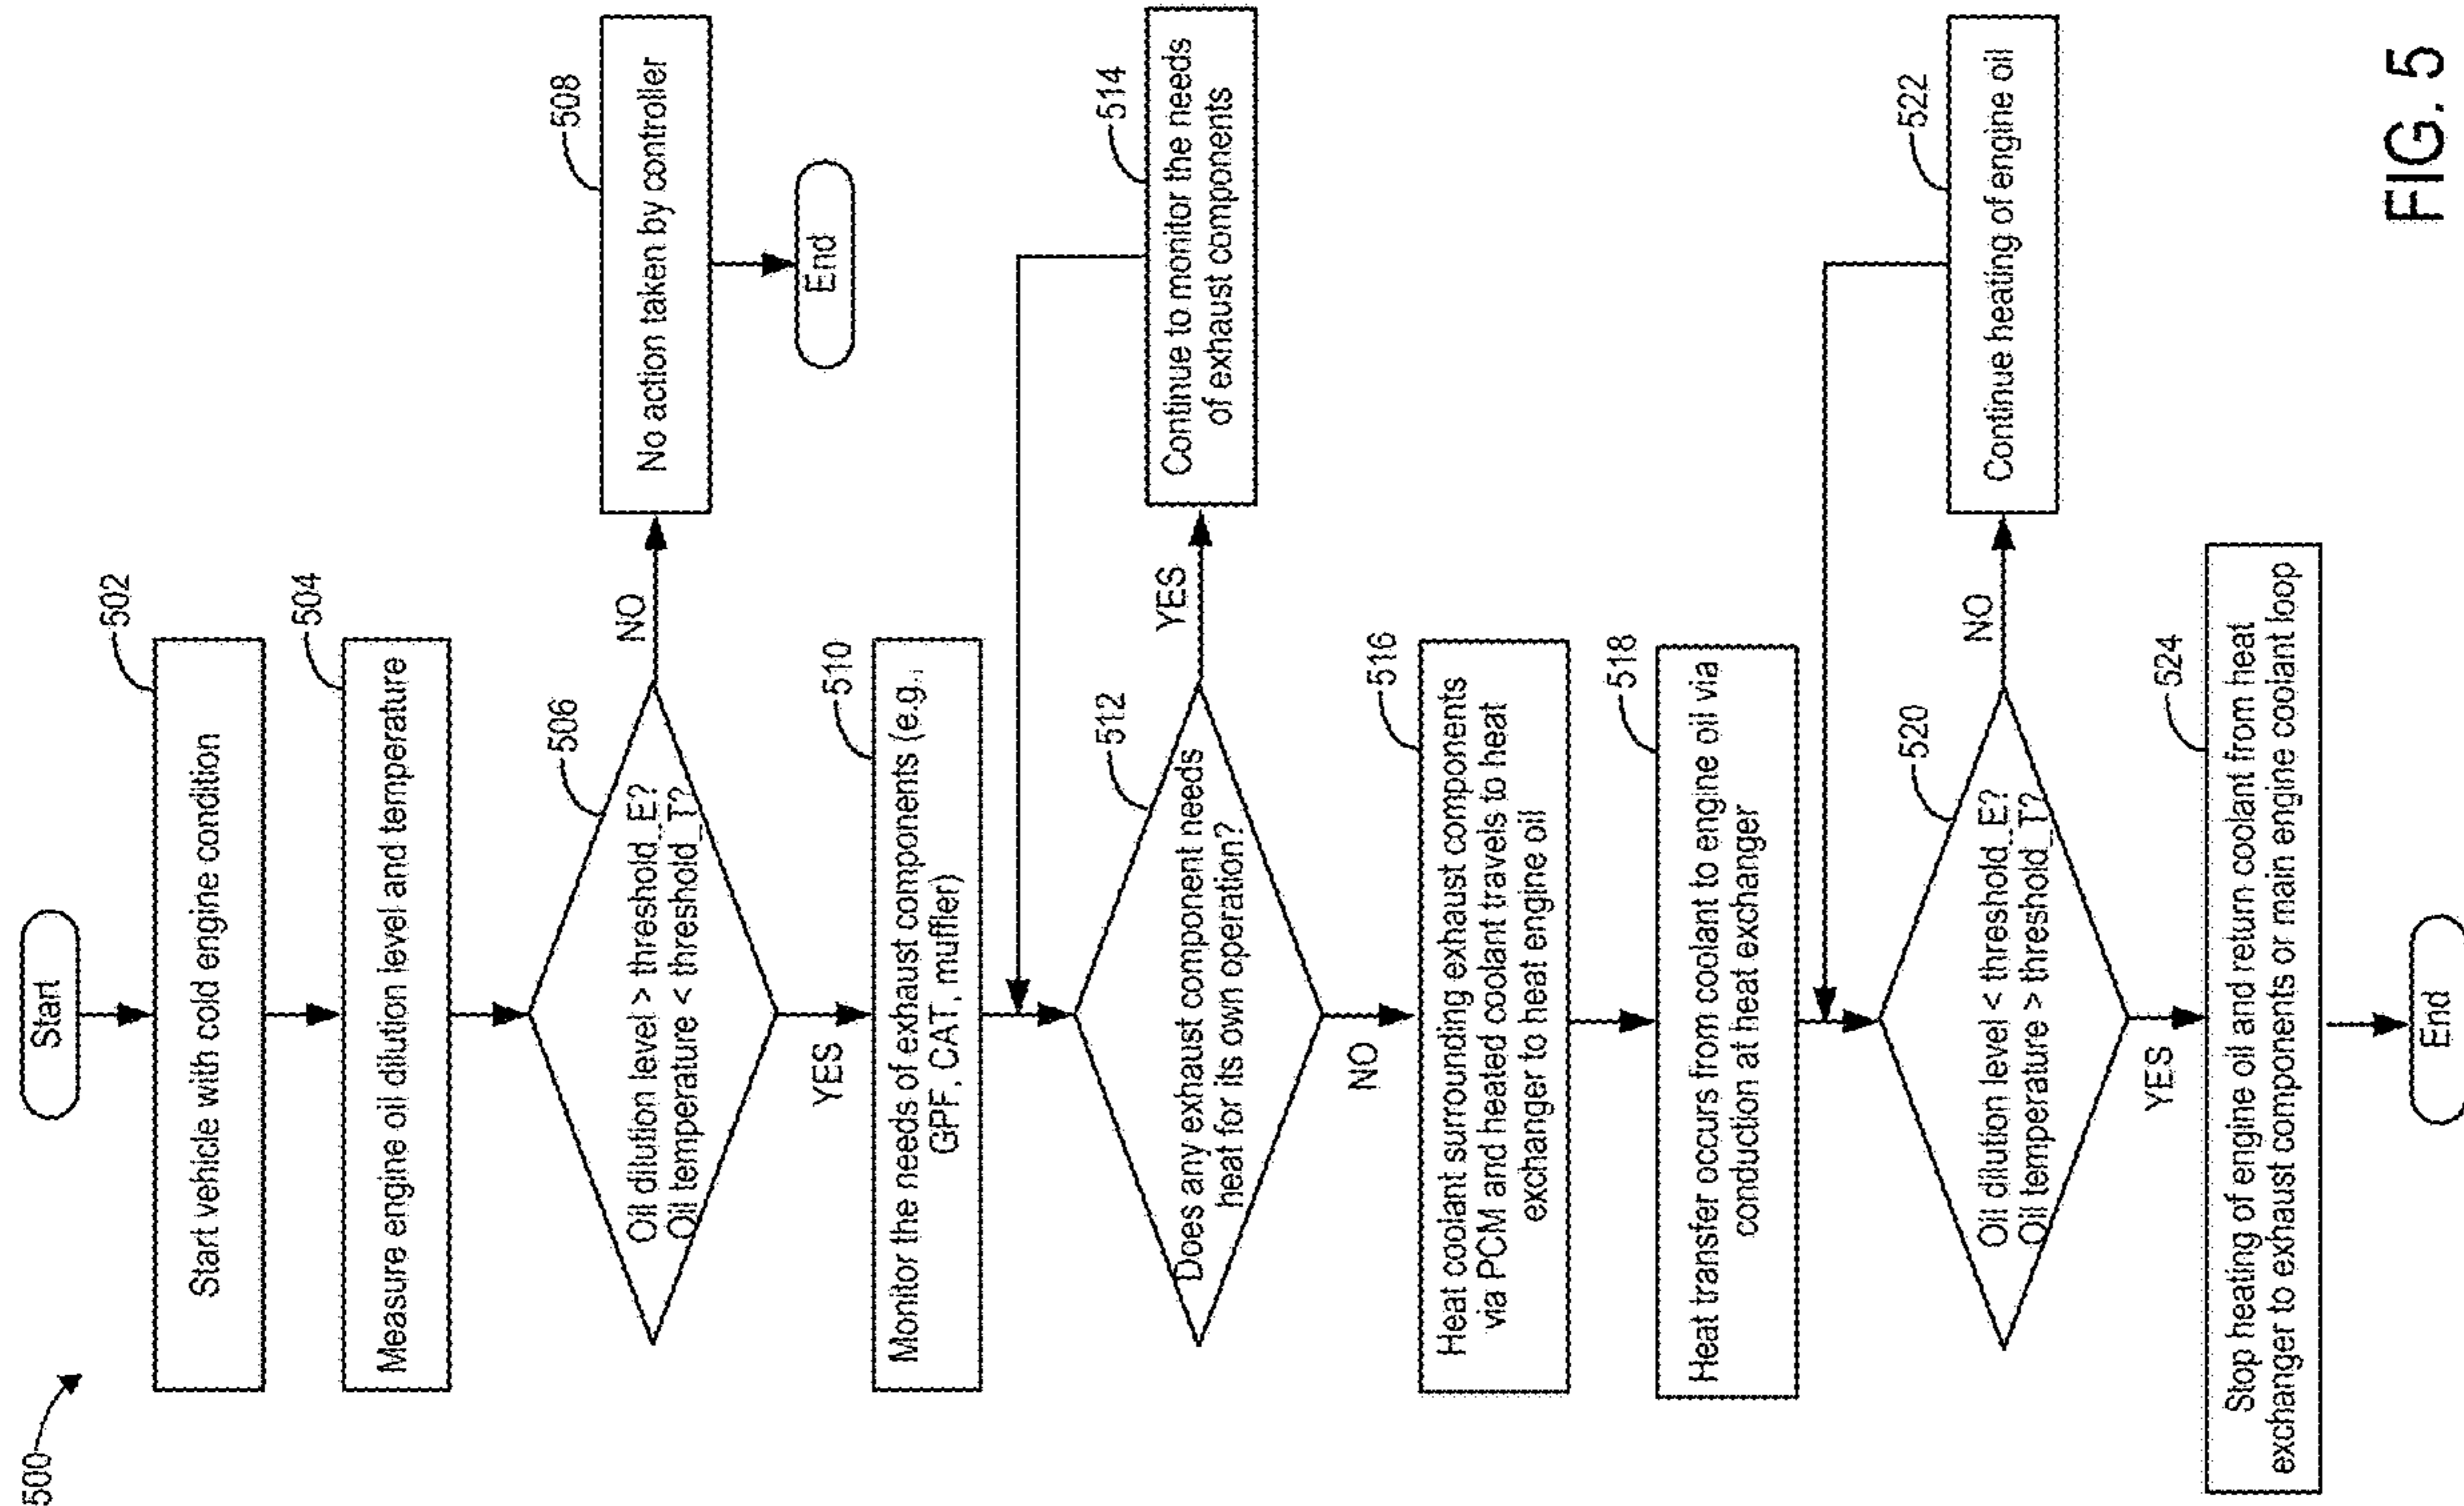 500
Start
502
Start vehicle with cold engine condition
504
Measure engine oil dilution level and temperature
506
Oil dilution level > threshold_E?
Oil temperature < threshold_T?
NO
508
No action taken by controller
End
YES
510
Monitor the needs of exhaust components (e.g.,
GPF, CAT, muffler)
512
Does any exhaust component needs
heat for its own operation?
YES
514
Continue to monitor the needs
of exhaust components
NO
516
Heat coolant surrounding exhaust components
via PCM and heated coolant travels to heat
exchanger to heat engine oil
518
Heat transfer occurs from coolant to engine oil via
conduction at heat exchanger
520
Oil dilution level < threshold_E?
Oil temperature > threshold_T?
NO
522
Continue heating of engine oil
YES
524
Stop heating of engine oil and return coolant from heat
exchanger to exhaust components or main engine coolant loop
End
FIG. 5